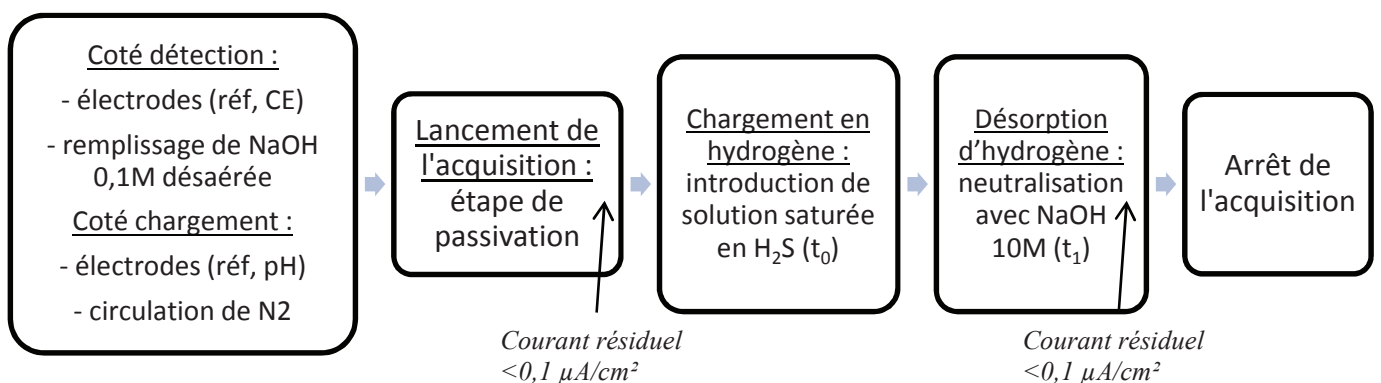 Coté détection :
- électrodes (réf, CE)
- remplissage de NaOH
0,1M désaérée
Coté chargement :
- électrodes (réf, pH)
- circulation de N2
Lancement de
l'acquisition :
étape de
passivation
Courant résiduel
<0,1 µA/cm²
Chargement en
hydrogène :
introduction de
solution saturée
en H₂S (t₀)
Désorption
d’hydrogène :
neutralisation
avec NaOH
10M (t₁)
Courant résiduel
<0,1 µA/cm²
Arrêt de
l'acquisition